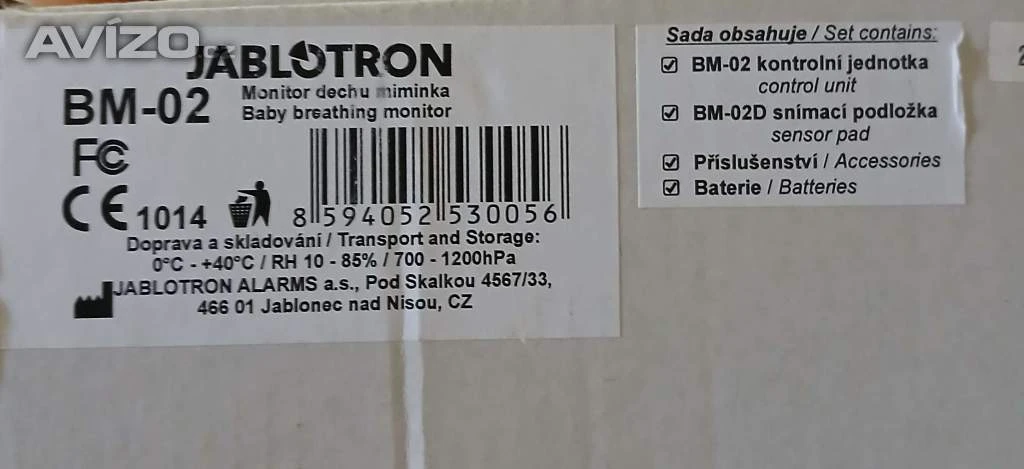 AVÍZO
JABLOTRON
BM-02
Monitor dechu miminka
Baby breathing monitor
FC
CE 1014
8 594052 530056
Doprava a skladování / Transport and Storage:
0°C - +40°C / RH 10 - 85% / 700 - 1200hPa
JABLOTRON ALARMS a.s., Pod Skalkou 4567/33,
466 01 Jablonec nad Nisou, CZ
Sada obsahuje / Set contains:
BM-02 kontrolní jednotka
control unit
BM-02D snímací podložka
sensor pad
Příslušenství / Accessories
Baterie / Batteries